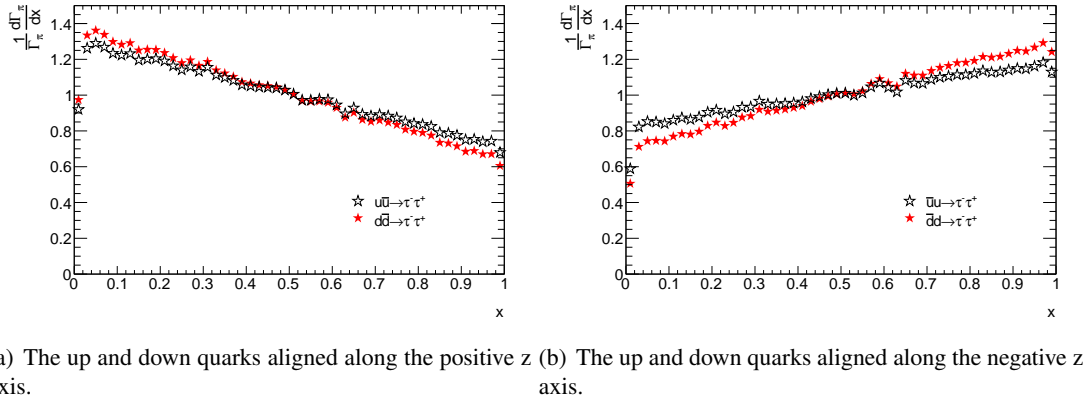 1/Γπ dΓπ/dx
1.4
1.2
1
0.8
0.6
0.4
0.2
0
0 0.1 0.2 0.3 0.4 0.5 0.6 0.7 0.8 0.9 1
x
uū→τ⁻τ⁺
dd̄→τ⁻τ⁺
1/Γπ dΓπ/dx
1.4
1.2
1
0.8
0.6
0.4
0.2
0
0 0.1 0.2 0.3 0.4 0.5 0.6 0.7 0.8 0.9 1
x
ūu→τ⁻τ⁺
d̄d→τ⁻τ⁺
a) The up and down quarks aligned along the positive z
xis.
(b) The up and down quarks aligned along the negative z
axis.